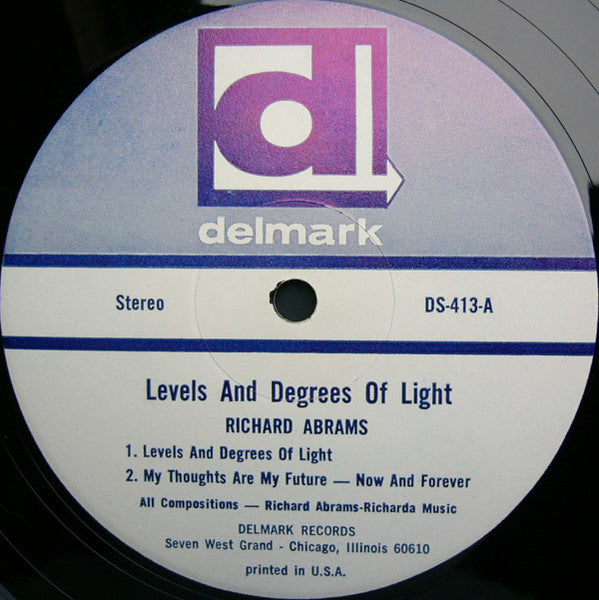 d
delmark
Stereo
DS-413-A
Levels And Degrees Of Light
RICHARD ABRAMS
1. Levels And Degrees Of Light
2. My Thoughts Are My Future — Now And Forever
All Compositions — Richard Abrams-Richarda Music
DELMARK RECORDS
Seven West Grand - Chicago, Illinois 60610
printed in U.S.A.